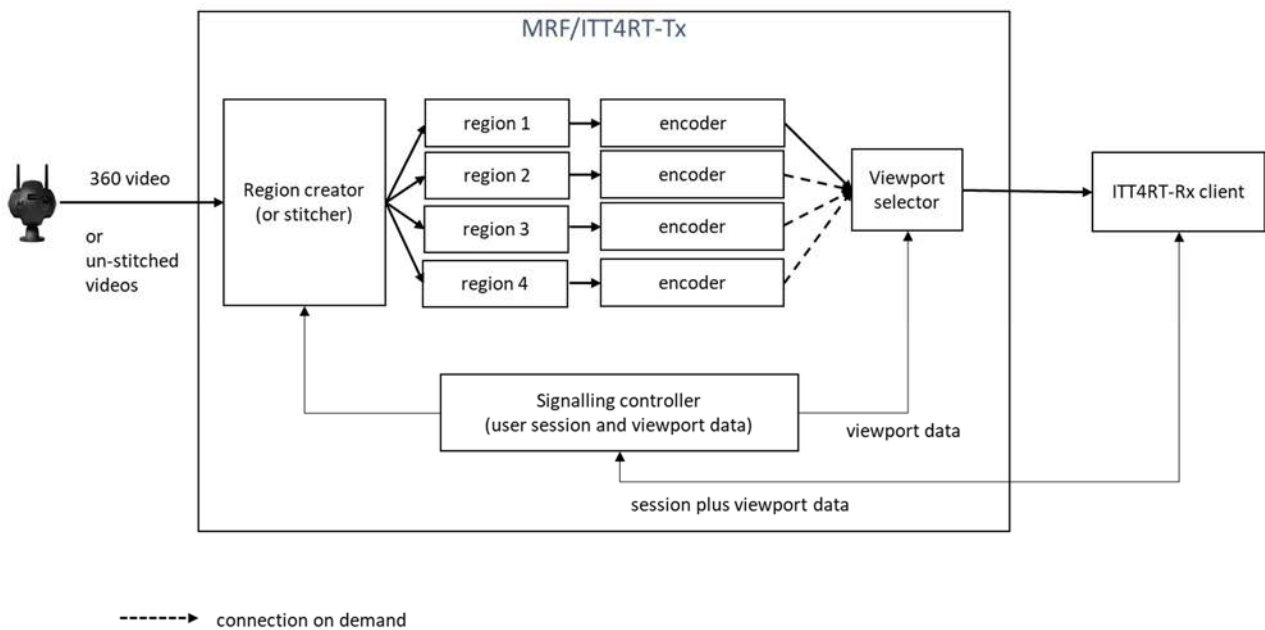 MRF/ITT4RT-Tx
360 video
or
un-stitched
videos
Region creator
(or stitcher)
region 1
encoder
region 2
encoder
region 3
encoder
region 4
encoder
Viewport
selector
ITT4RT-Rx client
Signalling controller
(user session and viewport data)
viewport data
session plus viewport data
connection on demand